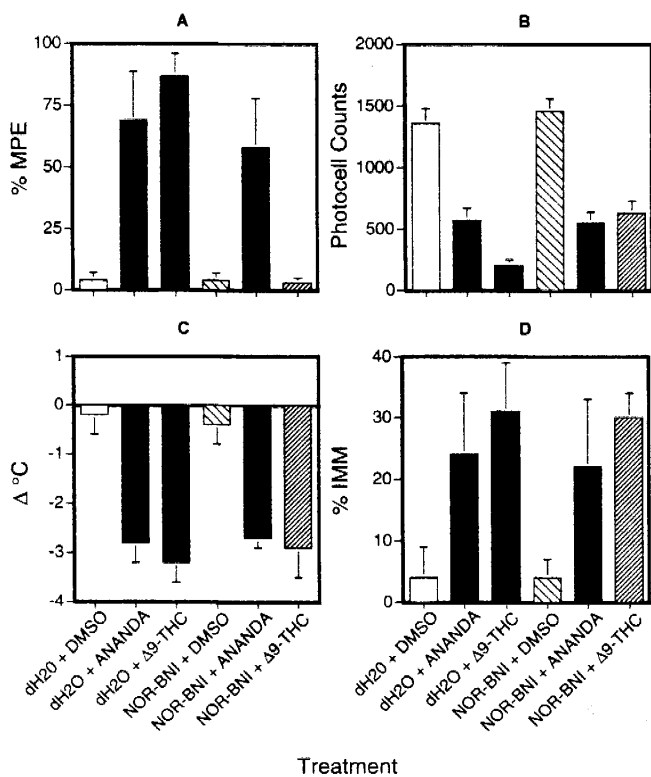 A
B
100
75
50
25
0
% MPE
2000
1500
1000
500
0
Photocell Counts
C
D
1
0
-1
-2
-3
-4
Δ °C
40
30
20
10
0
% IMM
dH20 + DMSO
dH2O + ANANDA
dH2O + Δ9-THC
NOR-BNI + DMSO
NOR-BNI + ANANDA
NOR-BNI + Δ9-THC
dH2O + DMSO
dH2O + ANANDA
dH2O + Δ9-THC
NOR-BNI + DMSO
NOR-BNI + ANANDA
NOR-BNI + Δ9-THC
Treatment